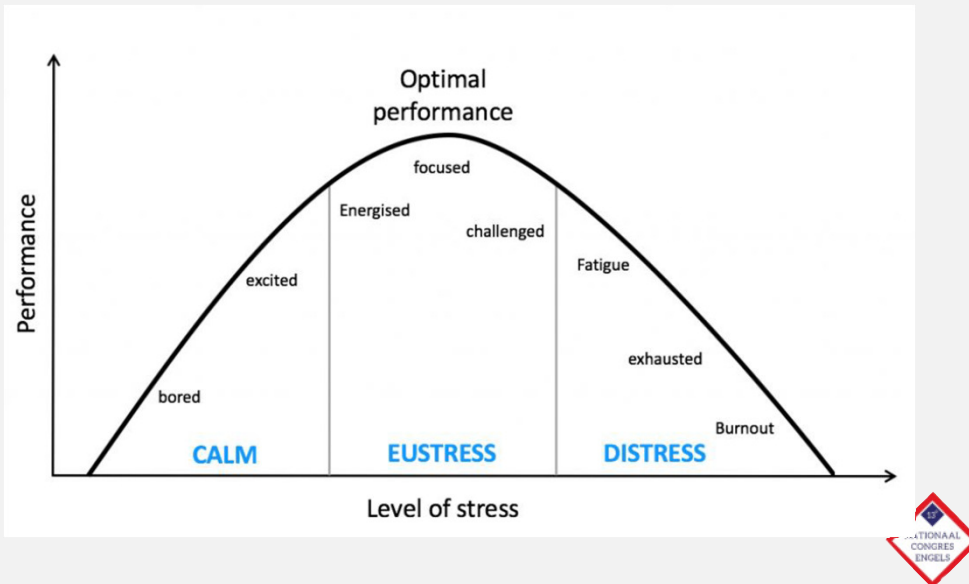 Optimal
performance
focused
Energised
challenged
excited
Fatigue
exhausted
bored
Burnout
CALM
EUSTRESS
DISTRESS
Performance
Level of stress
13
CONGRES
ENGELS